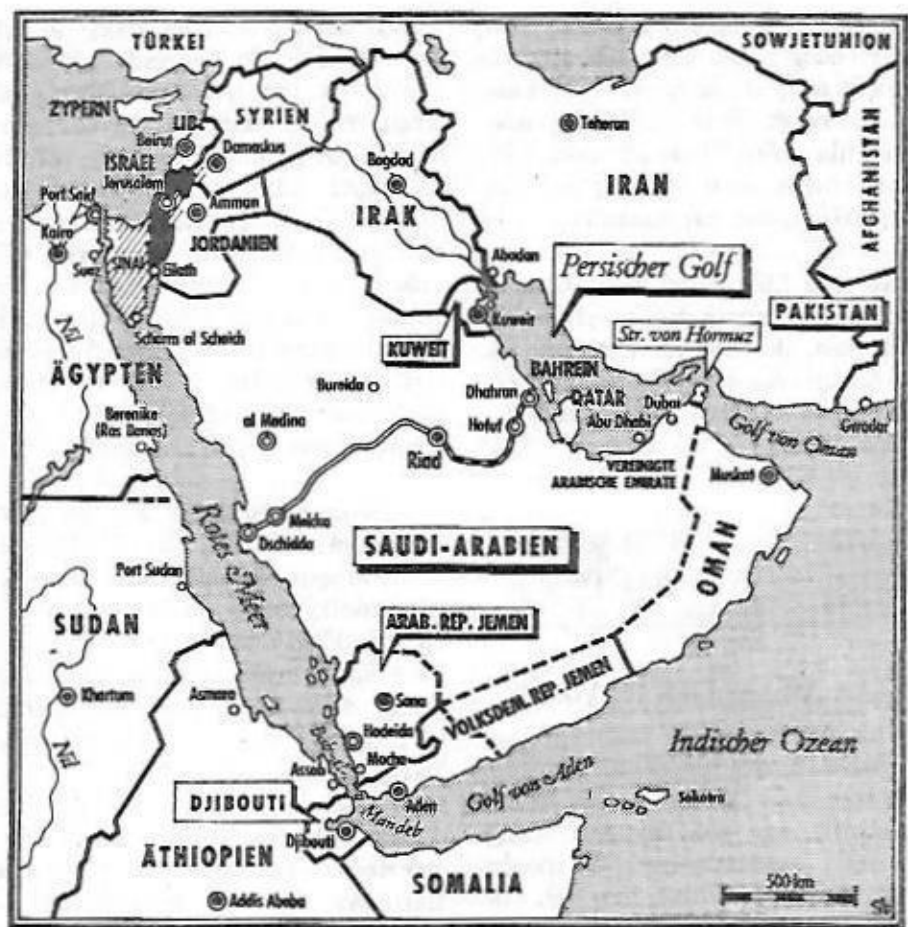 TÜRKEI
SOWJETUNION
ZYPERN
LIB.
SYRIEN
Beirut
Damaskus
Teheran
ISRAEL
Jerusalem
Bagdad
IRAN
AFGHANISTAN
Port Said
Amman
IRAK
Kairo
JORDANIEN
Abadan
Suez
SINAI
Eilath
Persischer Golf
Nil
Kuweit
PAKISTAN
Scharm al Scheich
KUWEIT
Str. von Hormuz
ÄGYPTEN
BAHREIN
Bureida
Dhahran
QATAR
Dubai
Berenike
(Ras Benas)
al Medina
Hofuf
Abu Dhabi
Golf von Oman
Riad
VEREINIGTE
ARABISCHE EMIRATE
Muskat
Rotes Meer
Mekka
Dschidda
SAUDI-ARABIEN
OMAN
Port Sudan
ARAB. REP. JEMEN
SUDAN
Khartum
Asmara
Sana
VOLKSDEM. REP. JEMEN
Hodeida
Indischer Ozean
Nil
Mocha
Assab
Golf von Aden
DJIBOUTI
Aden
Sokotra
Mandeb
Djibouti
ÄTHIOPIEN
SOMALIA
500 km
Addis Abeba